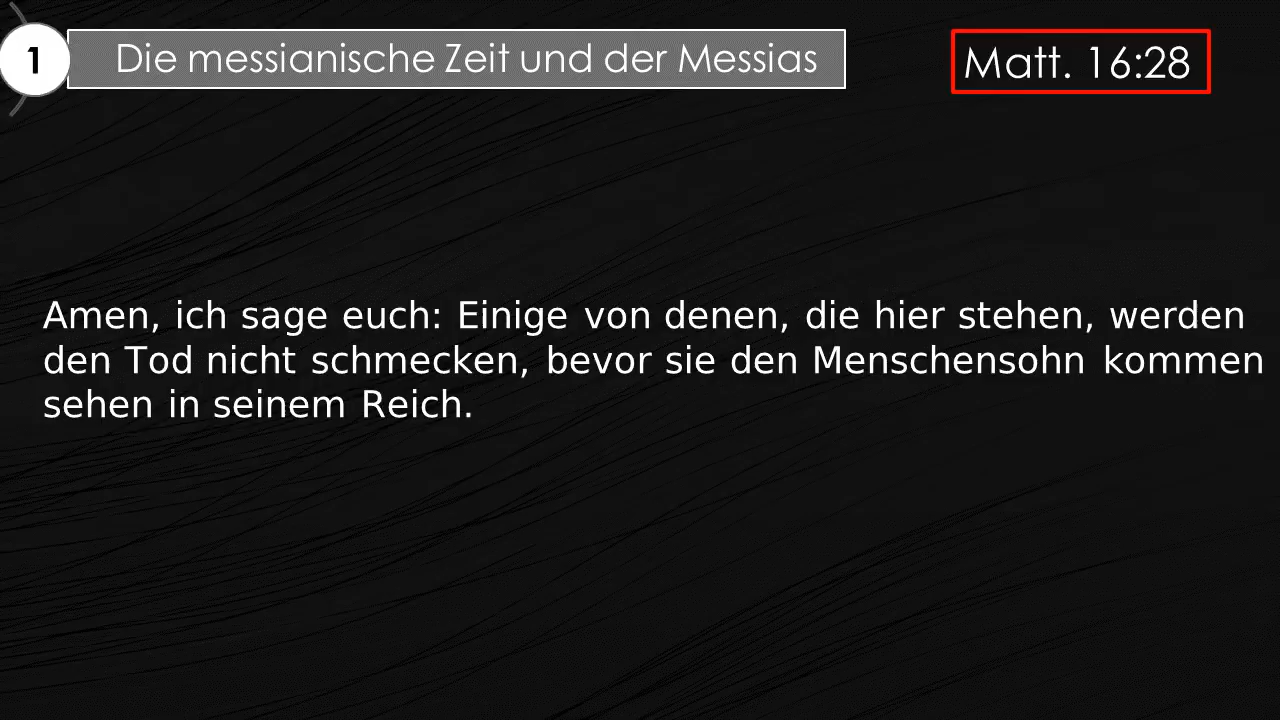 1
Die messianische Zeit und der Messias
Matt. 16:28
Amen, ich sage euch: Einige von denen, die hier stehen, werden
den Tod nicht schmecken, bevor sie den Menschensohn kommen
sehen in seinem Reich.